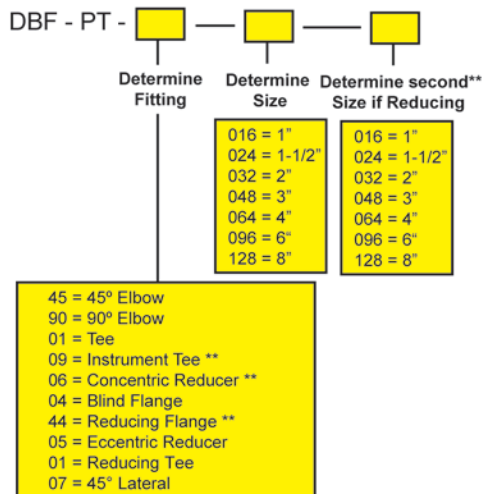 DBF - PT -
Determine Fitting
Determine Size
Determine second** Size if Reducing
016 = 1”
024 = 1-1/2”
032 = 2”
048 = 3”
064 = 4”
096 = 6“
128 = 8”
016 = 1”
024 = 1-1/2”
032 = 2”
048 = 3”
064 = 4”
096 = 6“
128 = 8”
45 = 45º Elbow
90 = 90º Elbow
01 = Tee
09 = Instrument Tee **
06 = Concentric Reducer **
04 = Blind Flange
44 = Reducing Flange **
05 = Eccentric Reducer
01 = Reducing Tee
07 = 45° Lateral